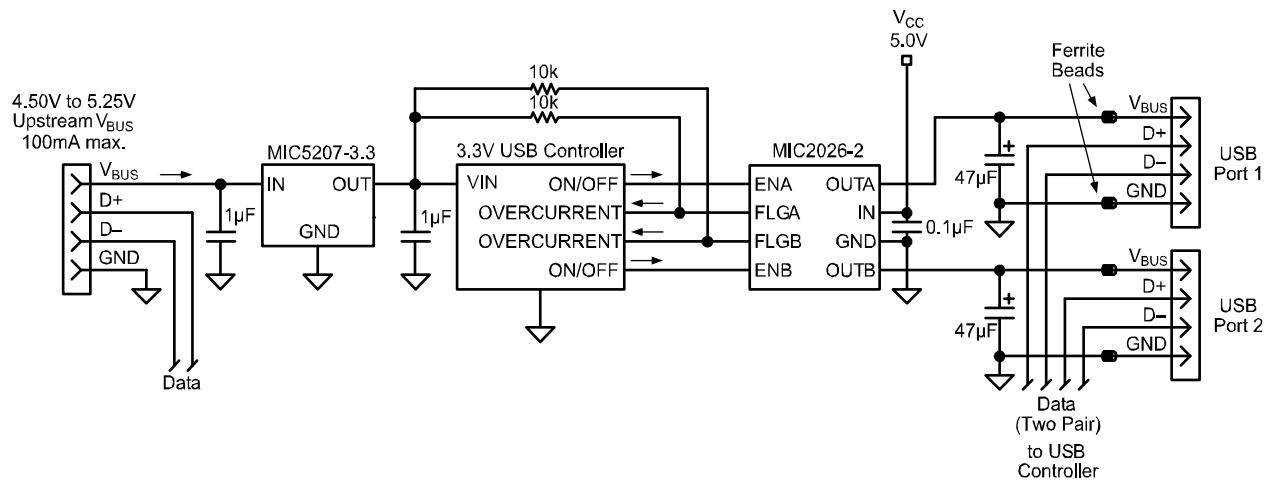 VCC
5.0V
Ferrite
Beads
10k
10k
4.50V to 5.25V
Upstream VBUS
100mA max.
VBUS
D+
D–
GND
Data
1µF
MIC5207-3.3
IN
OUT
GND
1µF
3.3V USB Controller
VIN
ON/OFF
OVERCURRENT
OVERCURRENT
ON/OFF
MIC2026-2
ENA
OUTA
FLGA
IN
FLGB
GND
ENB
OUTB
0.1µF
+
47µF
VBUS
D+
D–
GND
USB
Port 1
+
47µF
VBUS
D+
D–
GND
USB
Port 2
Data
(Two Pair)
to USB
Controller